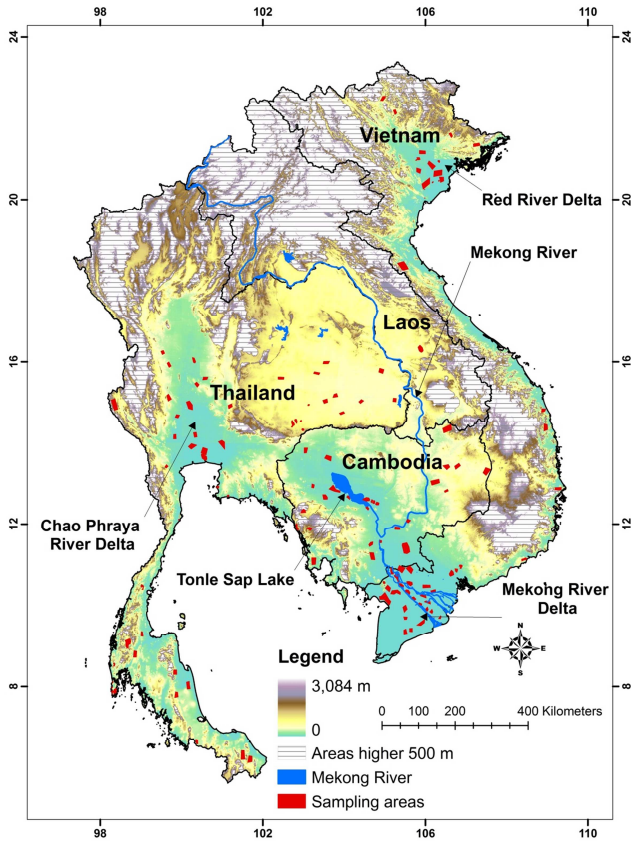 98
102
106
110
24
24
Vietnam
Red River Delta
20
20
Mekong River
Laos
16
16
Thailand
Cambodia
12
12
Chao Phraya
River Delta
Tonle Sap Lake
Mekong River
Delta
N
W
E
S
Legend
3,084 m
0
0
100
200
400 Kilometers
8
8
Areas higher 500 m
Mekong River
Sampling areas
98
102
106
110